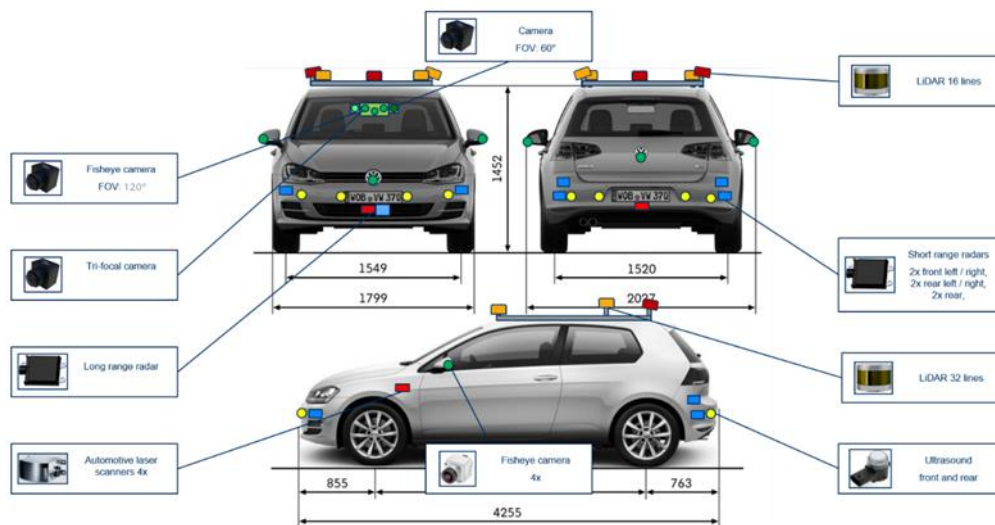 Camera
FOV: 60°
LiDAR 16 lines
Fisheye camera
FOV: 120°
1452
WOB VW 370
WOB VW 370
Tri-focal camera
Short range radars
2x front left / right,
2x rear left / right,
2x rear,
1549
1520
1799
2027
Long range radar
LiDAR 32 lines
Automotive laser
scanners 4x
Fisheye camera
4x
Ultrasound
front and rear
855
763
4255